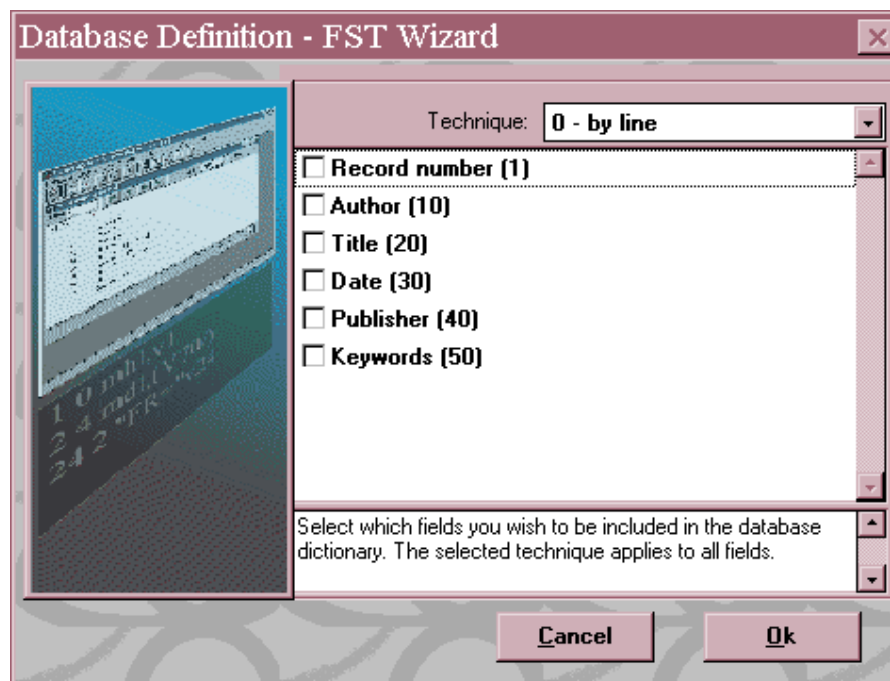 Database Definition - FST Wizard
Technique: 0 - by line
Record number (1)
Author (10)
Title (20)
Date (30)
Publisher (40)
Keywords (50)
Select which fields you wish to be included in the database
dictionary. The selected technique applies to all fields.
Cancel Ok